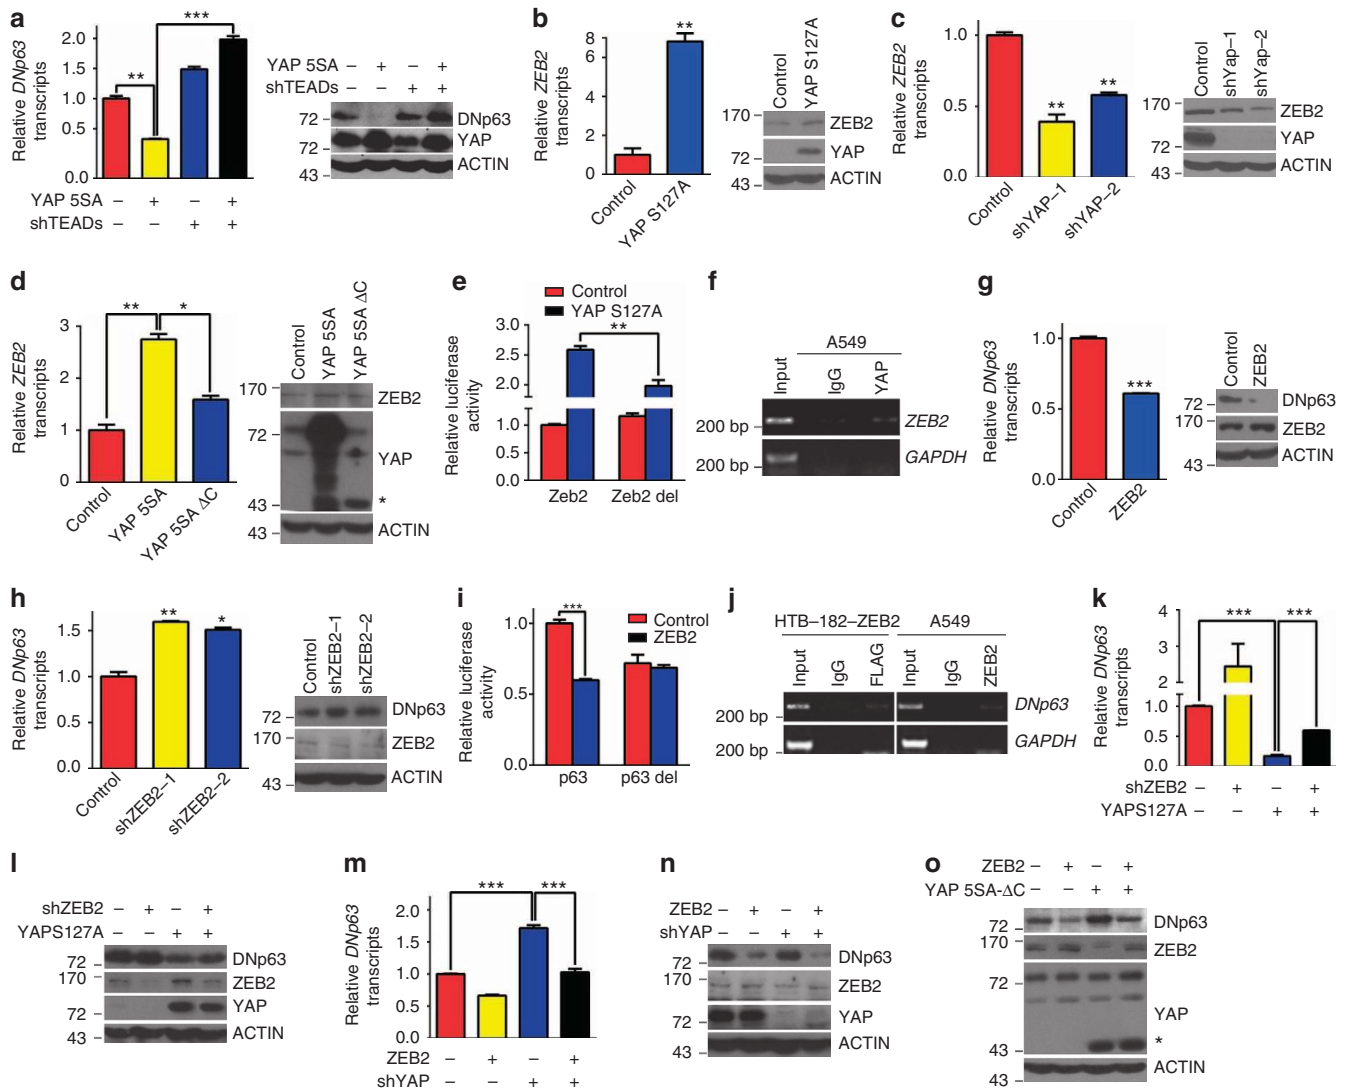 a
Relative DNp63
transcripts
2.0
1.5
1.0
0.5
0.0
**
***
YAP 5SA – + – +
shTEADs – – + +
YAP 5SA – + – +
shTEADs – – + +
72 – DNp63
72 – YAP
43 – ACTIN
b
Relative ZEB2
transcripts
8
6
4
2
0
**
Control
YAP S127A
Control
YAP S127A
170 – ZEB2
72 – YAP
43 – ACTIN
c
Relative ZEB2
transcripts
1.0
0.5
0.0
**
**
Control
shYAP–1
shYAP–2
Control
shYap–1
shYap–2
170 – ZEB2
72 – YAP
43 – ACTIN
d
Relative ZEB2
transcripts
3
2
1
0
**
*
Control
YAP 5SA
YAP 5SA ΔC
Control
YAP 5SA
YAP 5SA ΔC
170 – ZEB2
72 –
YAP
43 – *
43 – ACTIN
e
Control
YAP S127A
Relative luciferase
activity
3.0
2.5
2.0
1.0
0.5
0.0
**
Zeb2
Zeb2 del
f
A549
Input
IgG
YAP
200 bp – ZEB2
200 bp – GAPDH
g
Relative DNp63
transcripts
1.0
0.5
0.0
***
Control
ZEB2
Control
ZEB2
72 – DNp63
170 – ZEB2
43 – ACTIN
h
Relative DNp63
transcripts
1.5
1.0
0.5
0.0
**
*
Control
shZEB2–1
shZEB2–2
Control
shZEB2–1
shZEB2–2
72 – DNp63
170 – ZEB2
43 – ACTIN
i
Relative luciferase
activity
1.0
0.5
0.0
***
Control
ZEB2
p63
p63 del
j
HTB–182–ZEB2 A549
Input
IgG
FLAG
Input
IgG
ZEB2
200 bp – DNp63
200 bp – GAPDH
k
Relative DNp63
transcripts
4
3
2
1.0
0.5
0.0
***
***
shZEB2 – + – +
YAPS127A – – + +
l
shZEB2 – + – +
YAPS127A – – + +
72 – DNp63
170 – ZEB2
72 – YAP
43 – ACTIN
m
Relative DNp63
transcripts
2.0
1.5
1.0
0.5
0.0
***
***
ZEB2 – + – +
shYAP – – + +
n
ZEB2 – + – +
shYAP – – + +
72 – DNp63
170 – ZEB2
72 – YAP
43 – ACTIN
o
ZEB2 – + – +
YAP 5SA-ΔC – – + +
72 – DNp63
170 – ZEB2
72 –
YAP
43 – *
43 – ACTIN